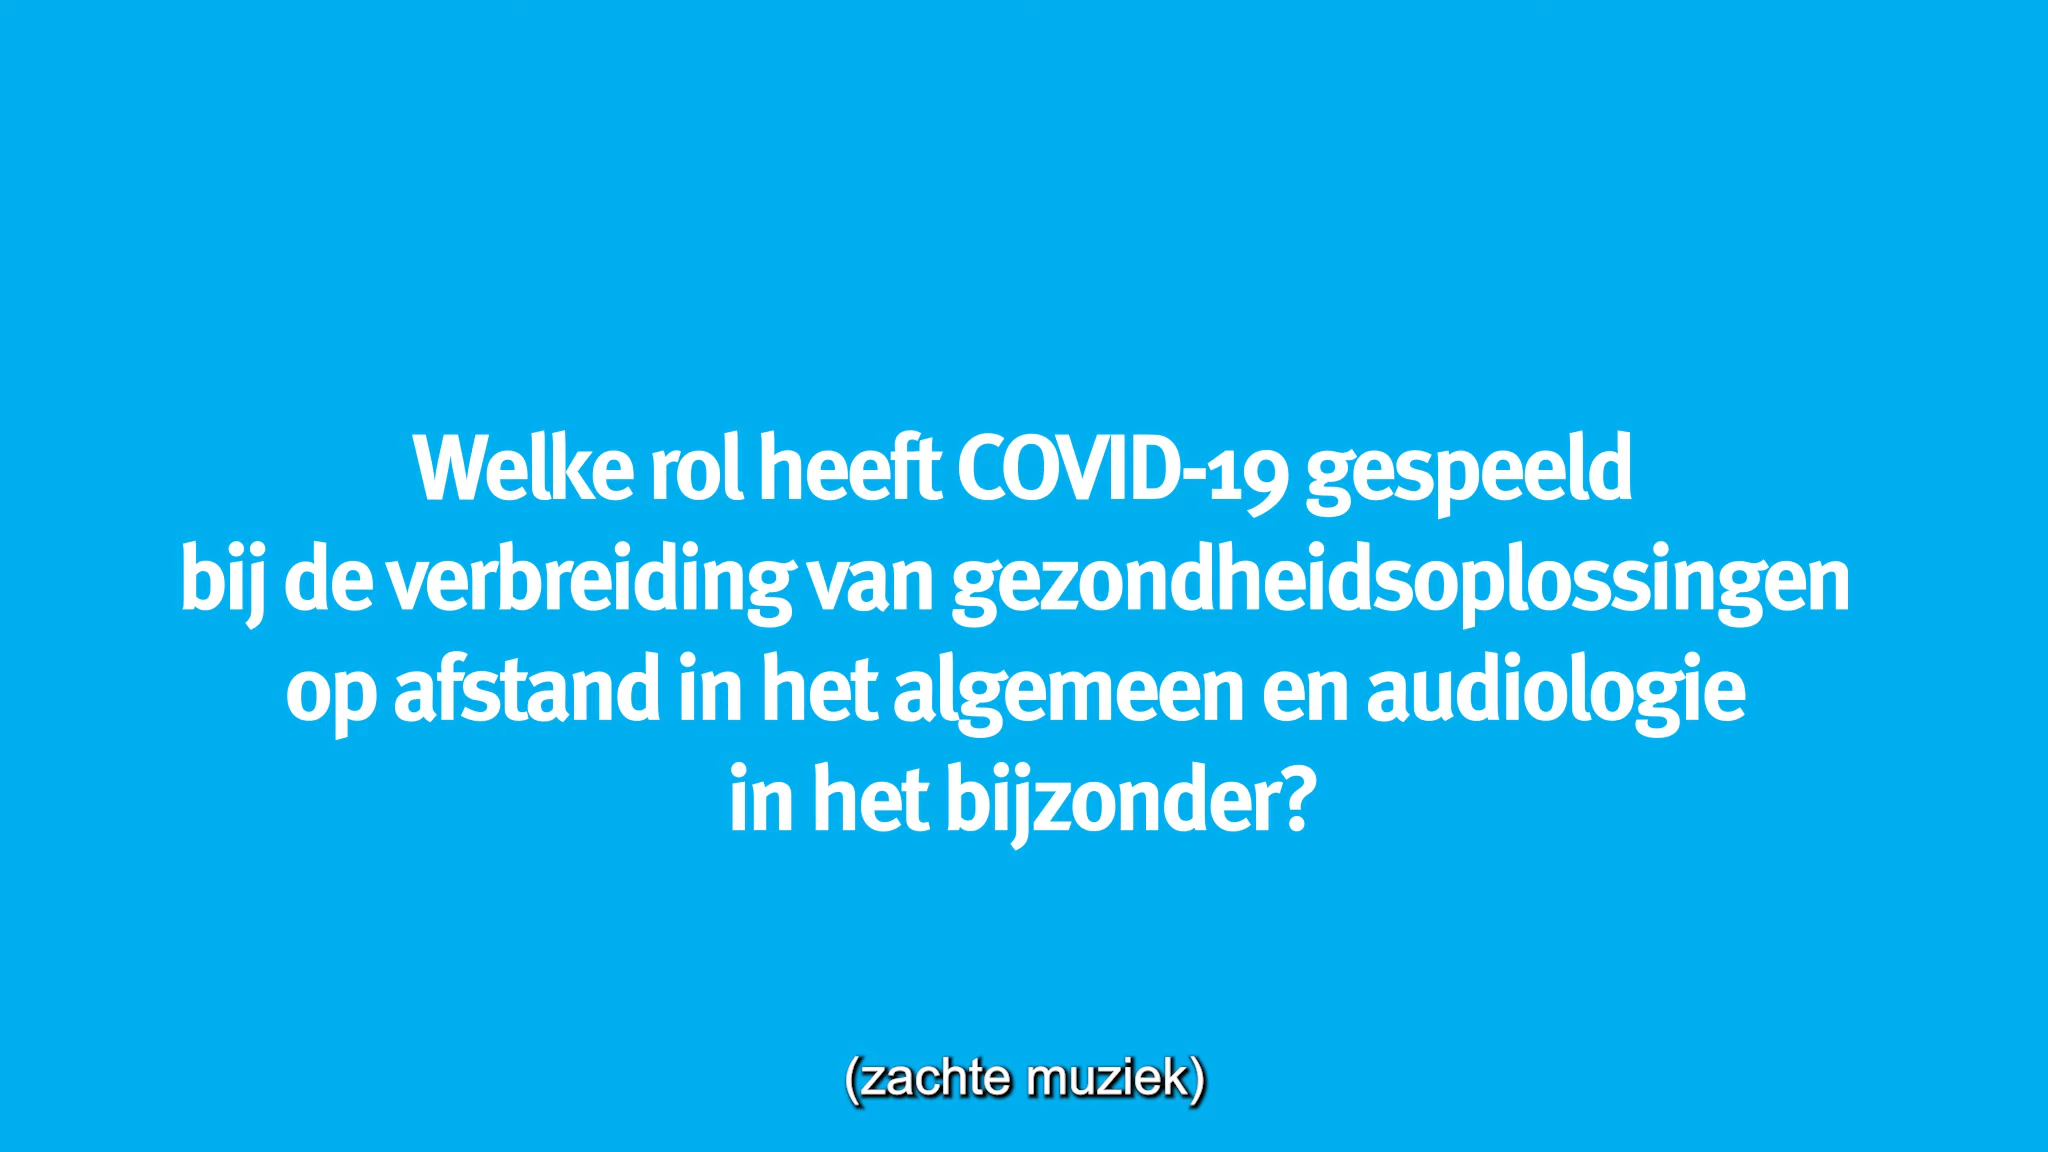 Welke rol heeft COVID-19 gespeeld
bij de verbreiding van gezondheidsoplossingen
op afstand in het algemeen en audiologie
in het bijzonder?
(zachte muziek)